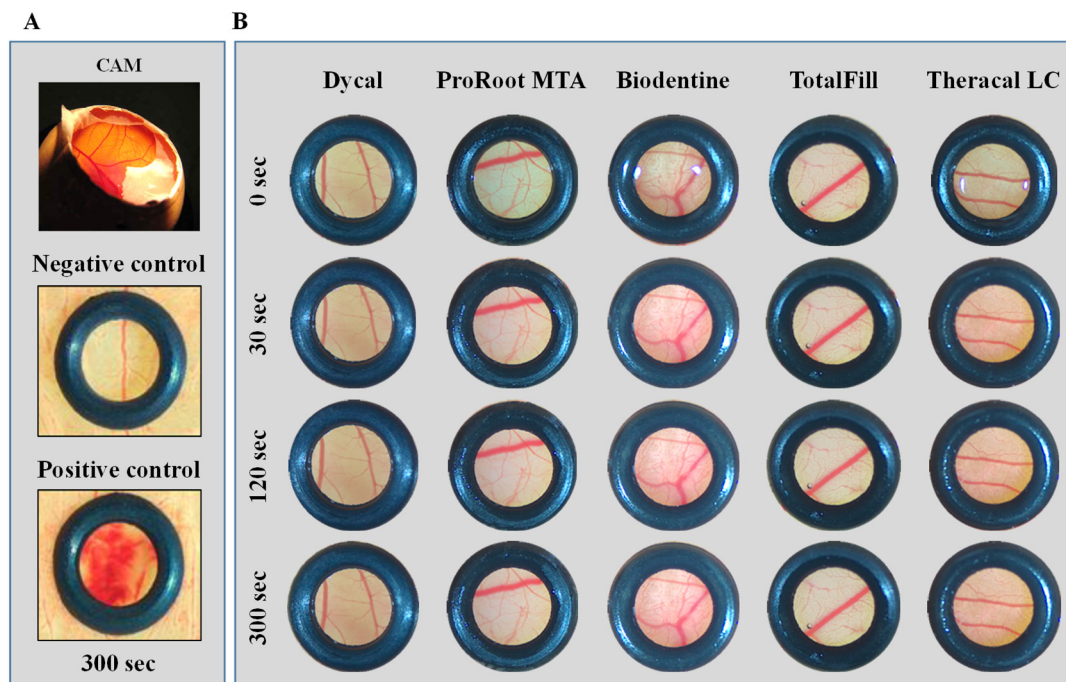 A
CAM
Negative control
Positive control
300 sec
B
Dycal ProRoot MTA Biodentine TotalFill Theracal LC
0 sec
30 sec
120 sec
300 sec